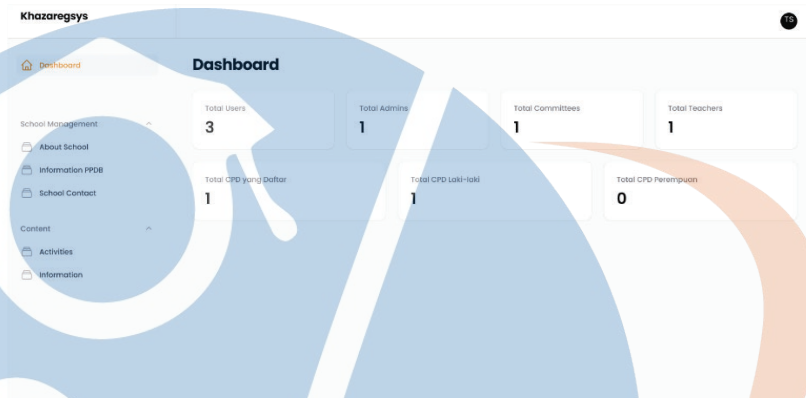 Khazaregsys
TS
Dashboard
Dashboard
Total Users
3
Total Admins
1
Total Committees
1
Total Teachers
1
School Management
About School
Information PPDB
School Contact
Total CPD yang Daftar
1
Total CPD Laki-laki
1
Total CPD Perempuan
0
Content
Activities
Information